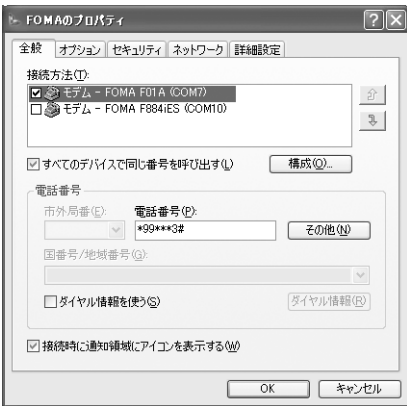 FOMAのプロパティ
全般 オプション セキュリティ ネットワーク 詳細設定
接続方法(T):
モデム - FOMA F01A (COM7)
モデム - FOMA F884iES (COM10)
すべてのデバイスで同じ番号を呼び出す(L) 構成(O)...
電話番号
市外局番(E): 電話番号(P):
*99***3# その他(N)
国番号/地域番号(G):
ダイヤル情報を使う(S) ダイヤル情報(R)
接続時に通知領域にアイコンを表示する(W)
OK キャンセル